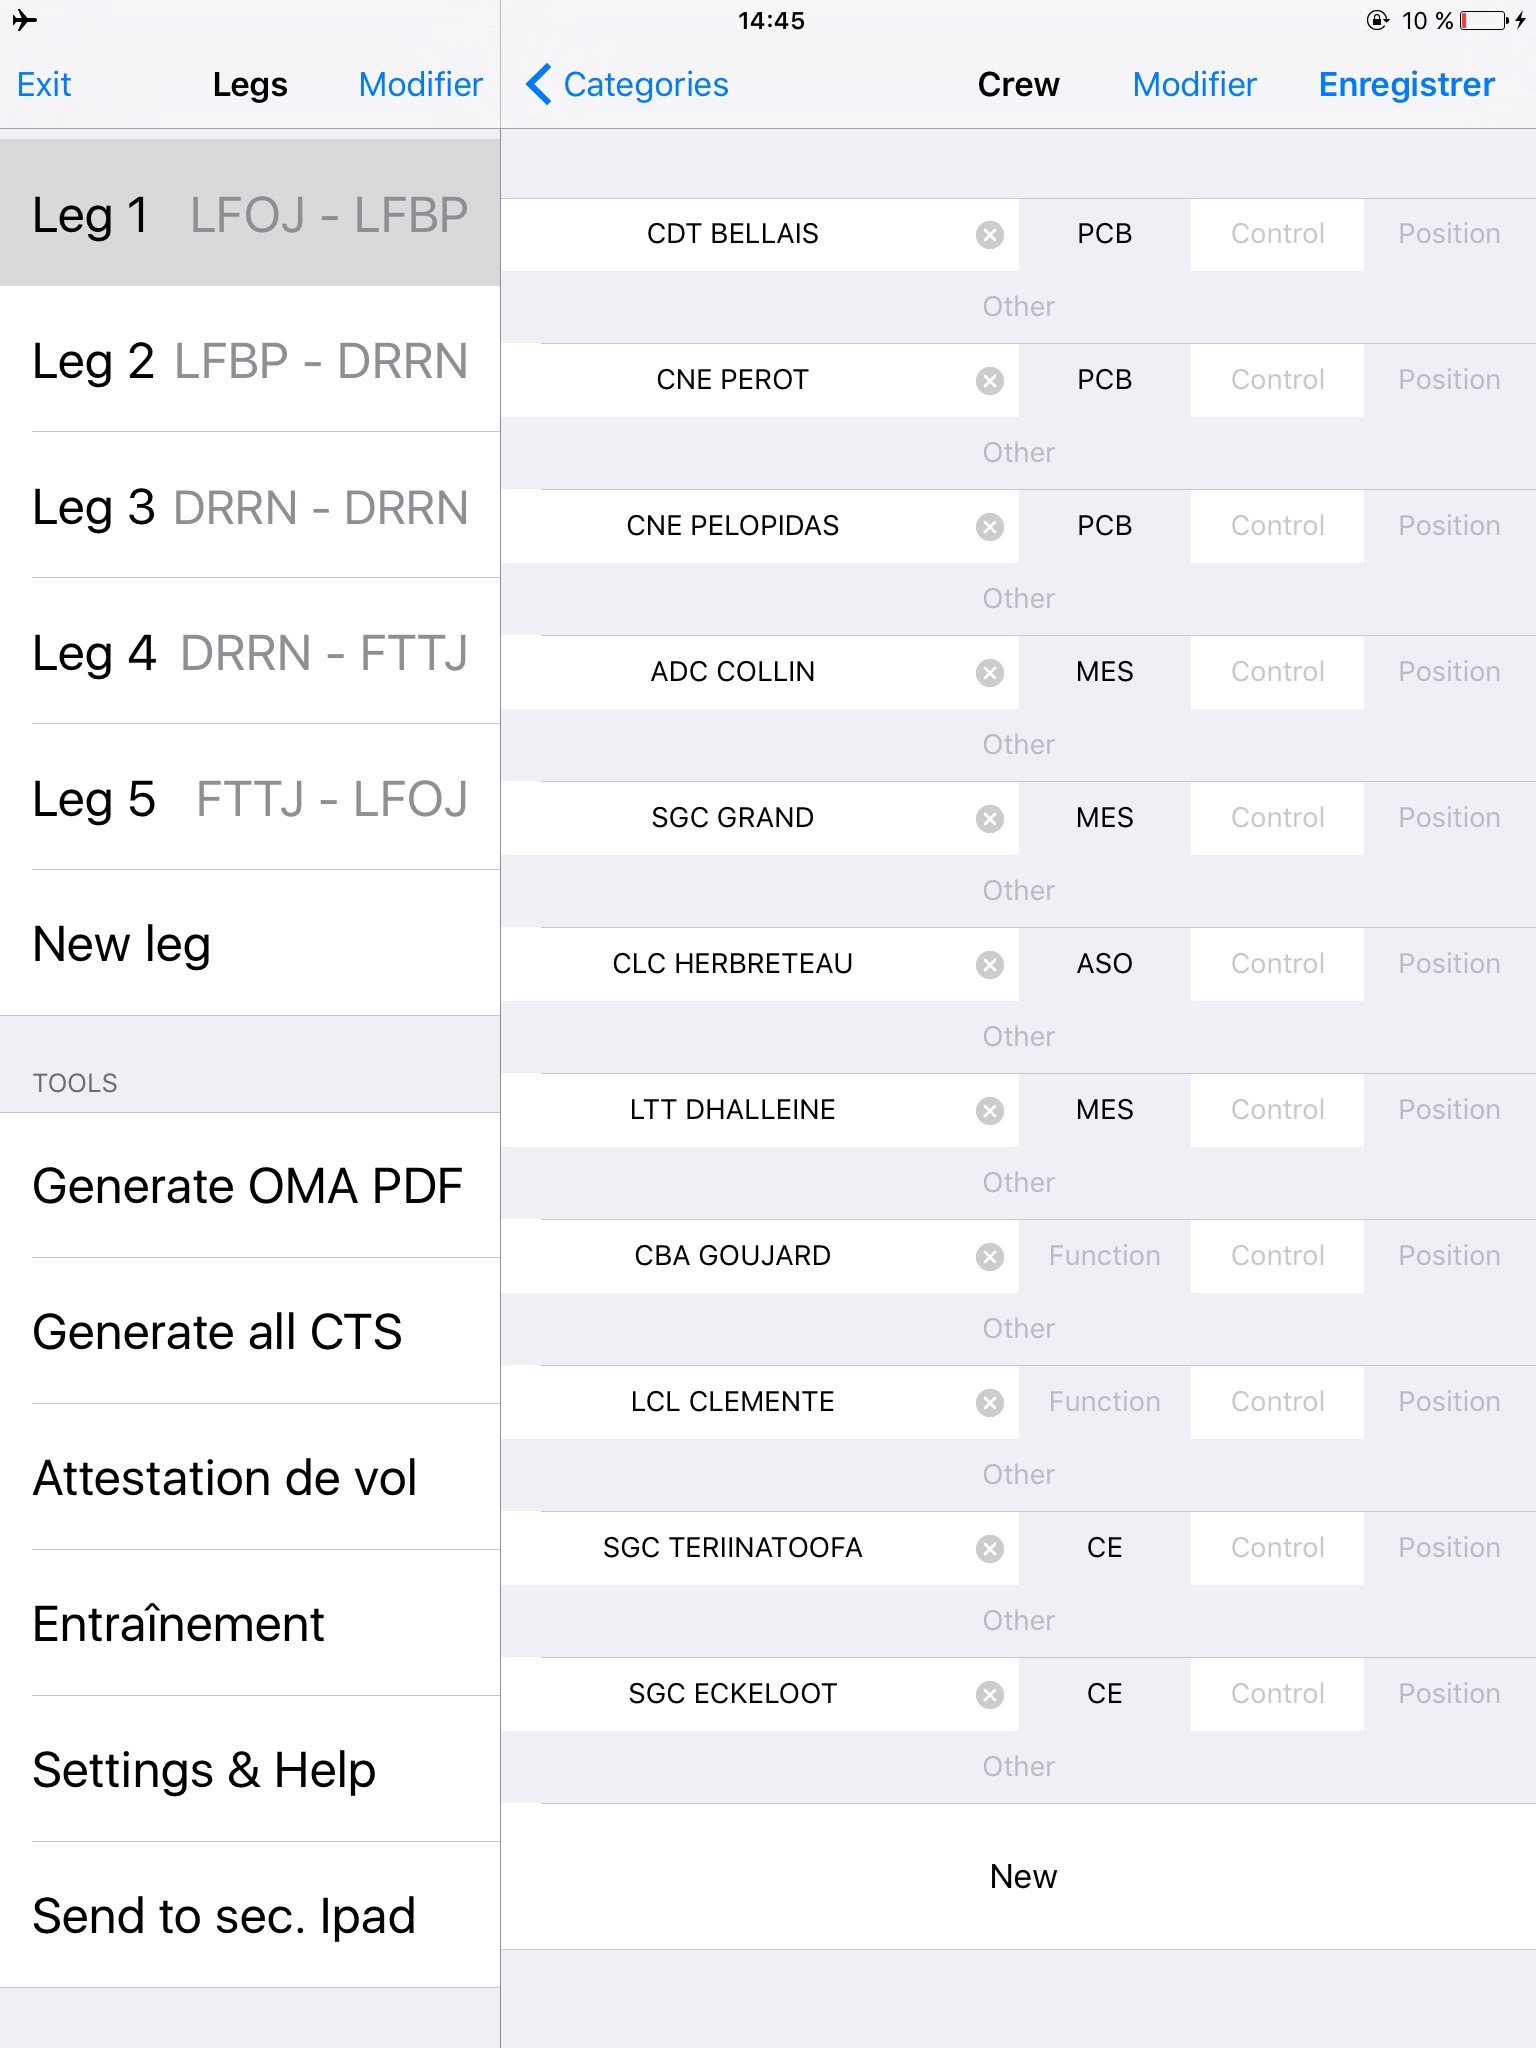 14:45
10 %
Exit Legs Modifier
Leg 1 LFOJ - LFBP
Leg 2 LFBP - DRRN
Leg 3 DRRN - DRRN
Leg 4 DRRN - FTTJ
Leg 5 FTTJ - LFOJ
New leg
TOOLS
Generate OMA PDF
Generate all CTS
Attestation de vol
Entraînement
Settings & Help
Send to sec. Ipad
Categories Crew Modifier Enregistrer
CDT BELLAIS PCB Control Position
Other
CNE PEROT PCB Control Position
Other
CNE PELOPIDAS PCB Control Position
Other
ADC COLLIN MES Control Position
Other
SGC GRAND MES Control Position
Other
CLC HERBRETEAU ASO Control Position
Other
LTT DHALLEINE MES Control Position
Other
CBA GOUJARD Function Control Position
Other
LCL CLEMENTE Function Control Position
Other
SGC TERIINATOOFA CE Control Position
Other
SGC ECKELOOT CE Control Position
Other
New